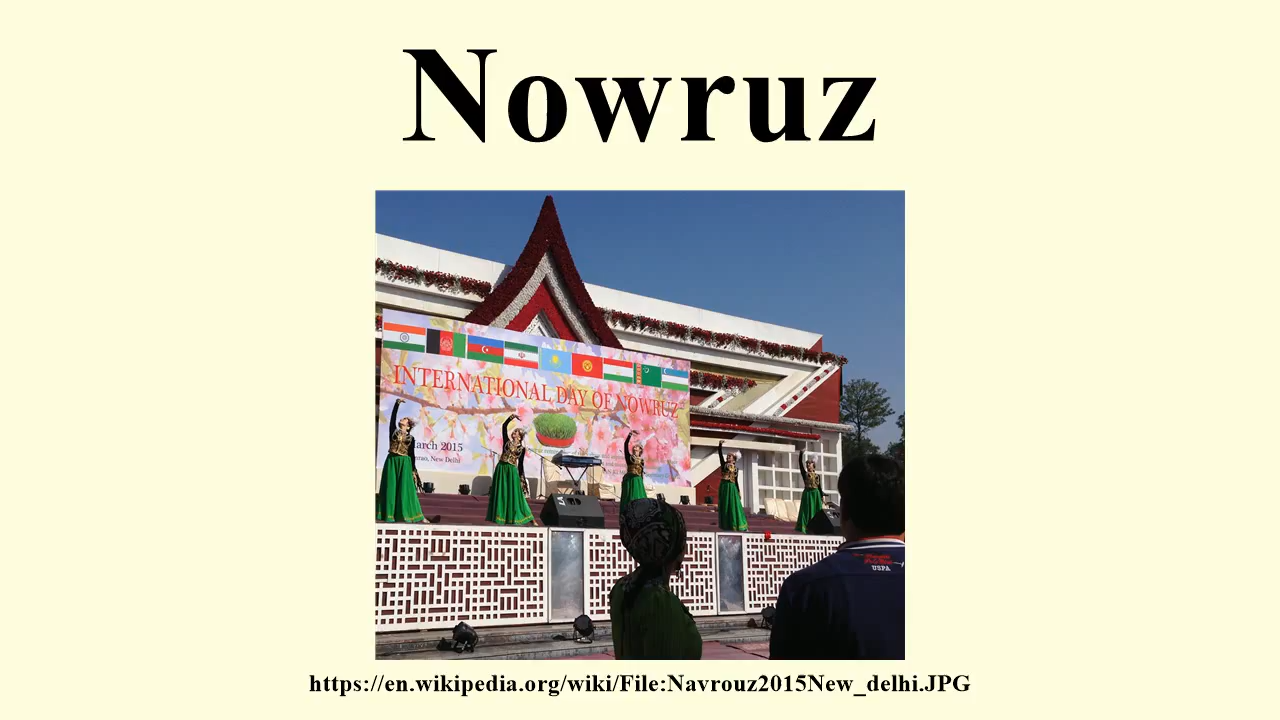 Nowruz
INTERNATIONAL DAY OF NOWRUZ
arch 2015
New Delhi
USPA
https://en.wikipedia.org/wiki/File:Navrouz2015New_delhi.JPG